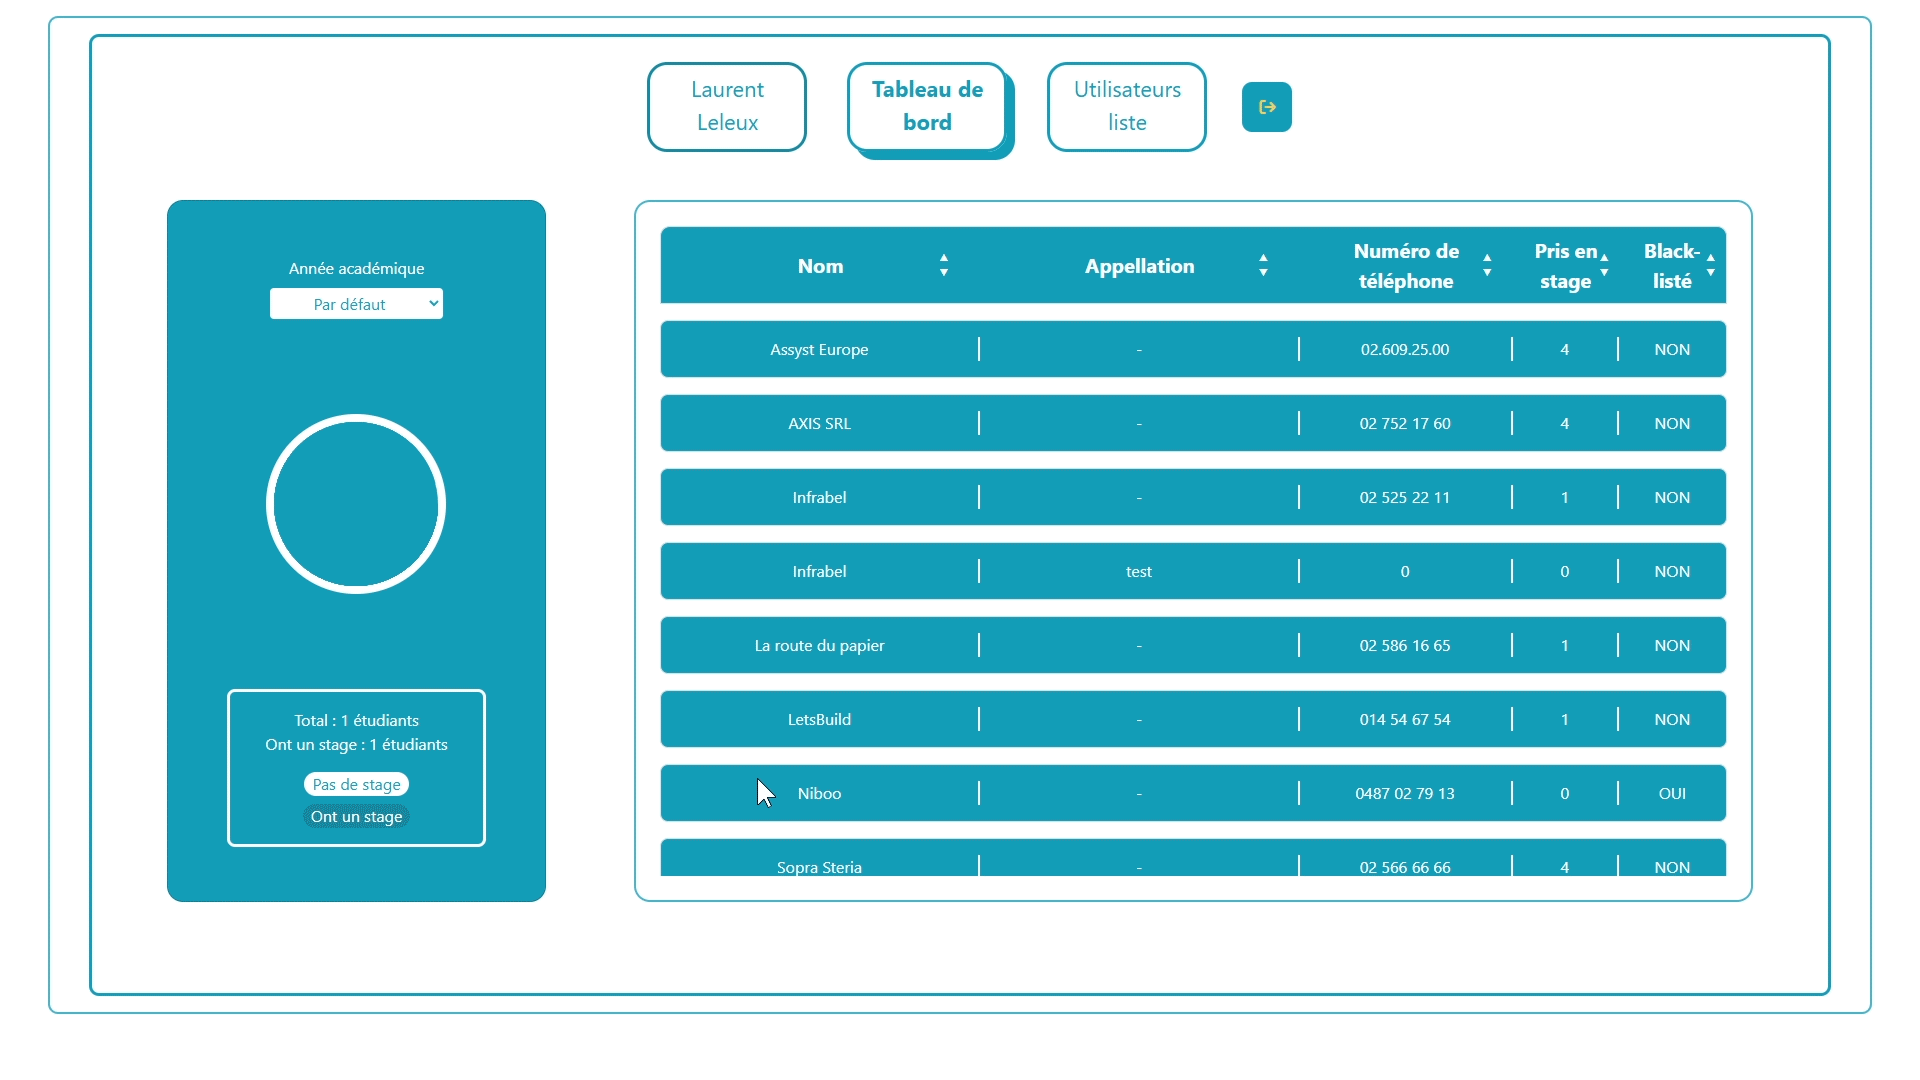 Laurent
Leleux
Tableau de
bord
Utilisateurs
liste
Année académique
Par défaut
Total : 1 étudiants
Ont un stage : 1 étudiants
Pas de stage
Ont un stage
Nom Appellation Numéro de téléphone Pris en stage Black-listé
Assyst Europe - 02.609.25.00 4 NON
AXIS SRL - 02 752 17 60 4 NON
Infrabel - 02 525 22 11 1 NON
Infrabel test 0 0 NON
La route du papier - 02 586 16 65 1 NON
LetsBuild - 014 54 67 54 1 NON
Niboo - 0487 02 79 13 0 OUI
Sopra Steria - 02 566 66 66 4 NON